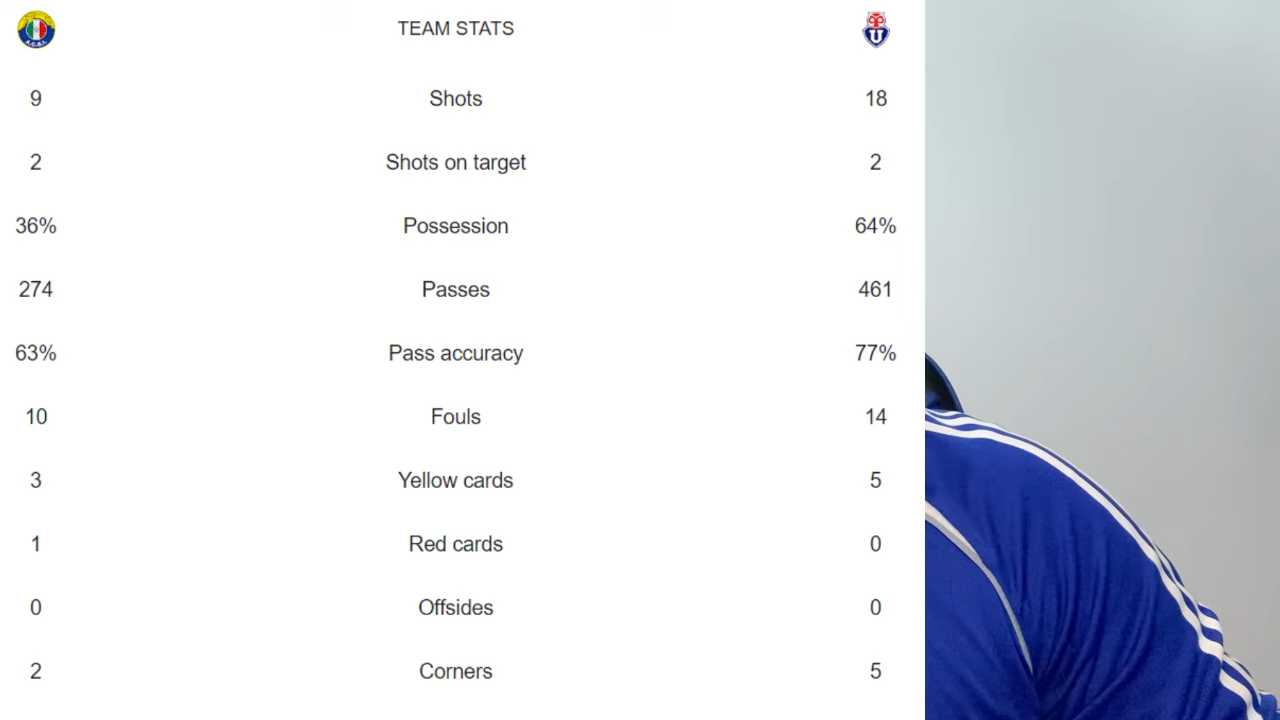 TEAM STATS
9 Shots 18
2 Shots on target 2
36% Possession 64%
274 Passes 461
63% Pass accuracy 77%
10 Fouls 14
3 Yellow cards 5
1 Red cards 0
0 Offsides 0
2 Corners 5
A.C.S.I.
U